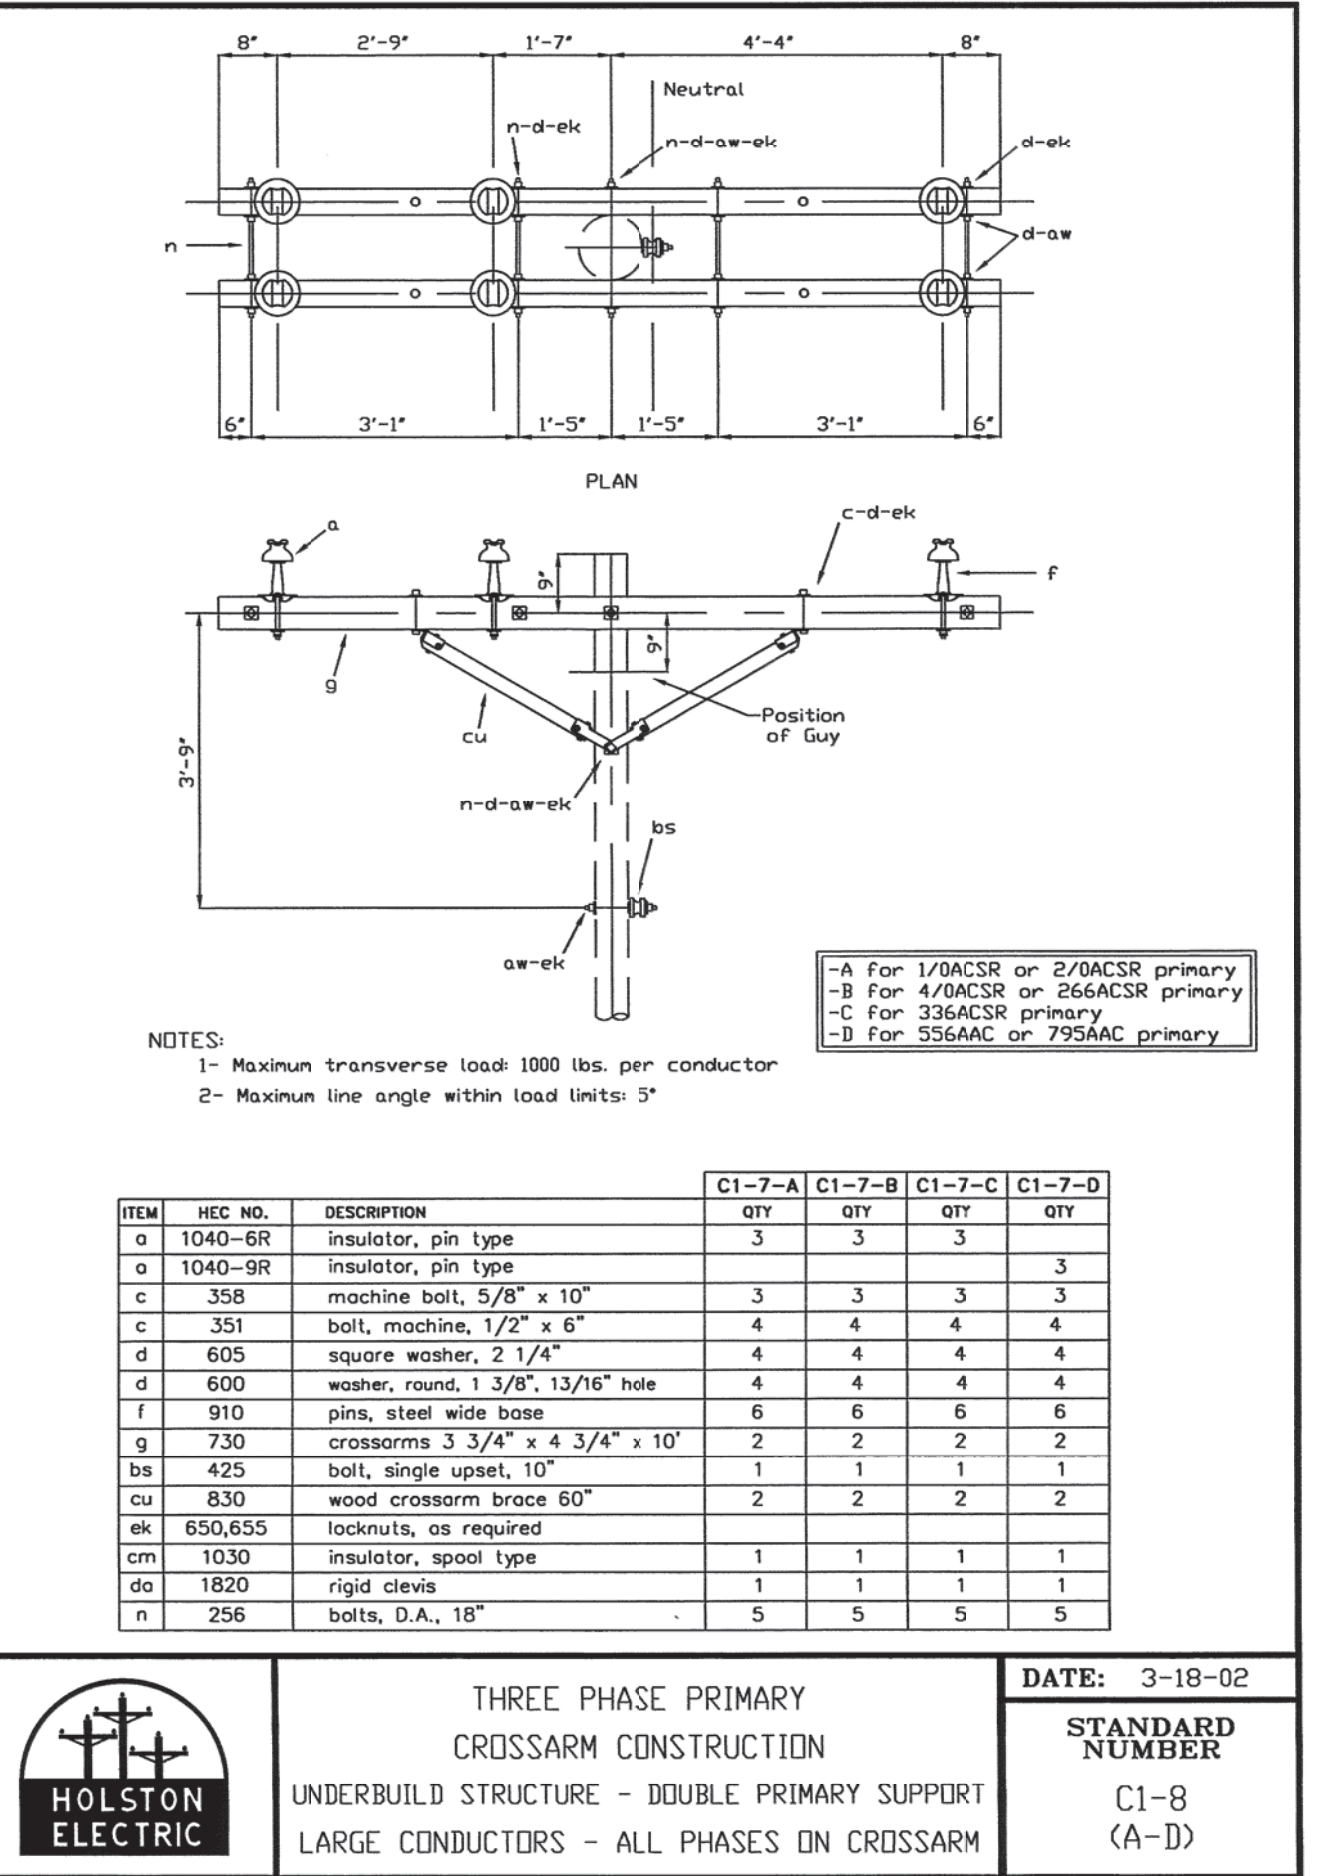 8" 2'-9" 1'-7" 4'-4" 8"
Neutral
n-d-ek
n-d-aw-ek
d-ek
n
d-aw
6" 3'-1" 1'-5" 1'-5" 3'-1" 6"
PLAN
a
c-d-ek
9"
f
9"
g
Position
of Guy
cu
3'-9"
n-d-aw-ek
bs
aw-ek
-A for 1/0ACSR or 2/0ACSR primary
-B for 4/0ACSR or 266ACSR primary
-C for 336ACSR primary
-D for 556AAC or 795AAC primary
NOTES:
1- Maximum transverse load: 1000 lbs. per conductor
2- Maximum line angle within load limits: 5°
C1-7-A C1-7-B C1-7-C C1-7-D
ITEM HEC NO. DESCRIPTION QTY QTY QTY QTY
a 1040-6R insulator, pin type 3 3 3
a 1040-9R insulator, pin type 3
c 358 machine bolt, 5/8" x 10" 3 3 3 3
c 351 bolt, machine, 1/2" x 6" 4 4 4 4
d 605 square washer, 2 1/4" 4 4 4 4
d 600 washer, round, 1 3/8", 13/16" hole 4 4 4 4
f 910 pins, steel wide base 6 6 6 6
g 730 crossarms 3 3/4" x 4 3/4" x 10' 2 2 2 2
bs 425 bolt, single upset, 10" 1 1 1 1
cu 830 wood crossarm brace 60" 2 2 2 2
ek 650,655 locknuts, as required
cm 1030 insulator, spool type 1 1 1 1
da 1820 rigid clevis 1 1 1 1
n 256 bolts, D.A., 18" 5 5 5 5
HOLSTON
ELECTRIC
THREE PHASE PRIMARY
CROSSARM CONSTRUCTION
UNDERBUILD STRUCTURE - DOUBLE PRIMARY SUPPORT
LARGE CONDUCTORS - ALL PHASES ON CROSSARM
DATE: 3-18-02
STANDARD
NUMBER
C1-8
(A-D)